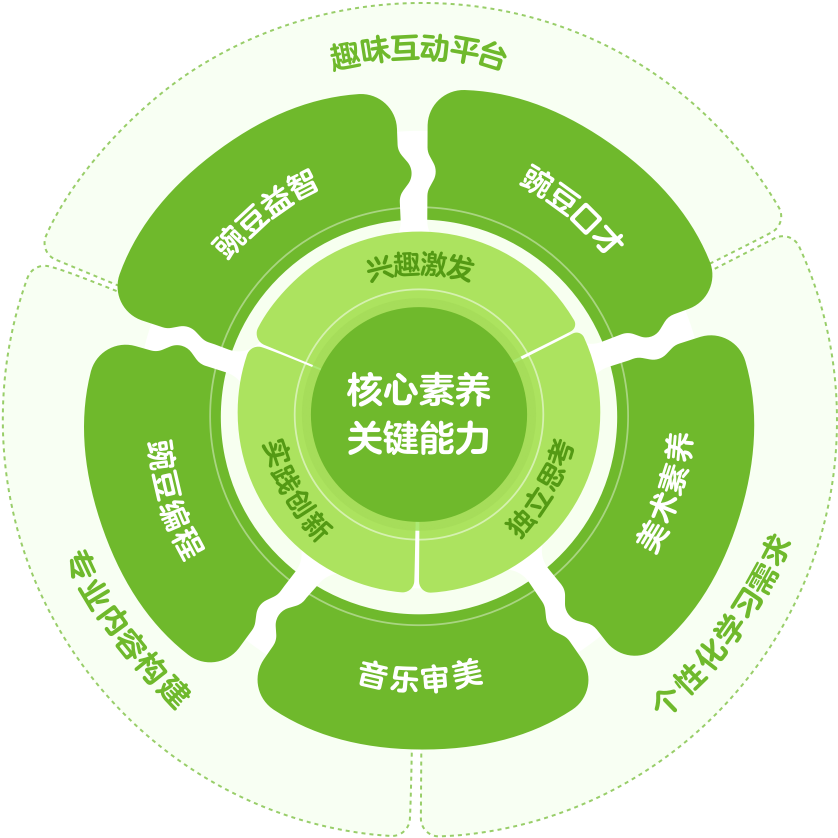 趣味互动平台
豌豆益智
豌豆口才
兴趣激发
核心素养
关键能力
实践创新
独立思考
豌豆编程
美术素养
专业内容构建
个性化学习需求
音乐审美